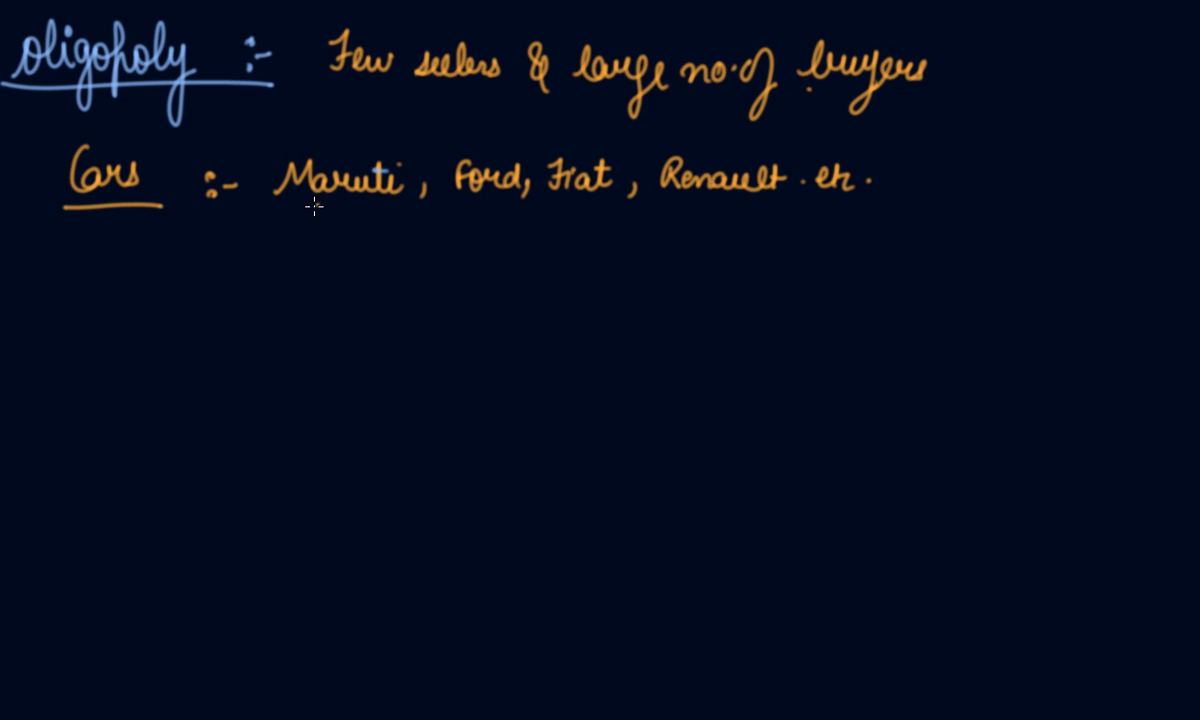 oligopoly :- Few sellers & large no. of buyers
Cars :- Maruti, Ford, Fiat, Renault. etc.